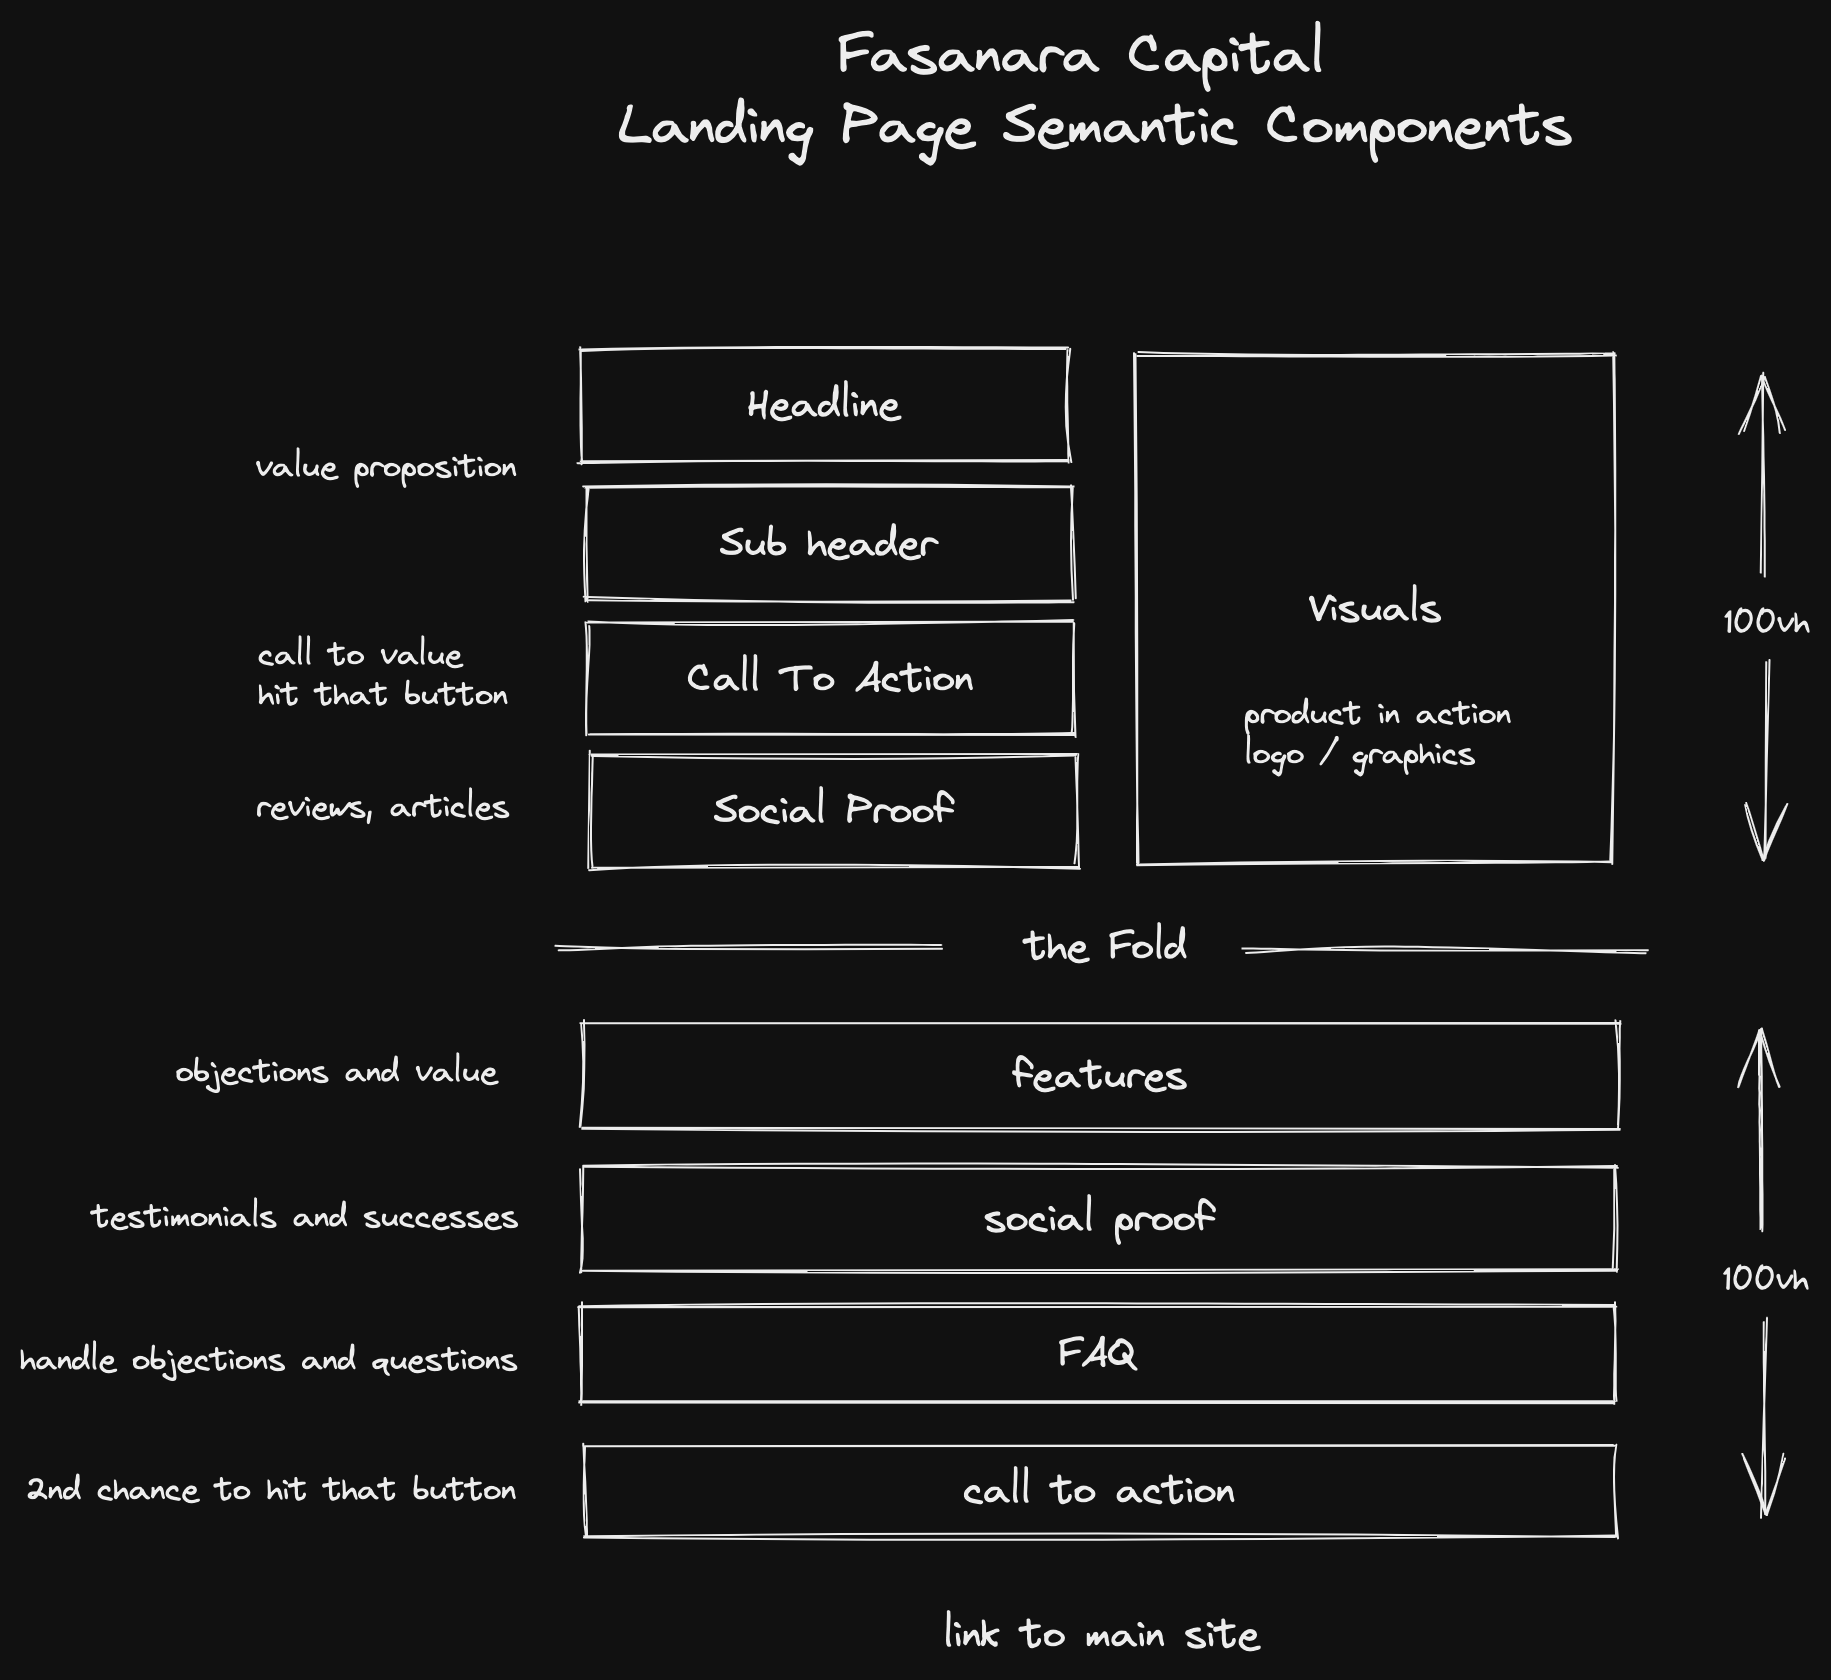 Fasanara Capital
Landing Page Semantic Components
Headline
value proposition
Sub header
call to value
hit that button
Call To Action
reviews, articles
Social Proof
Visuals
product in action
logo / graphics
100vh
the Fold
objections and value
features
testimonials and successes
social proof
100vh
handle objections and questions
FAQ
2nd chance to hit that button
call to action
link to main site